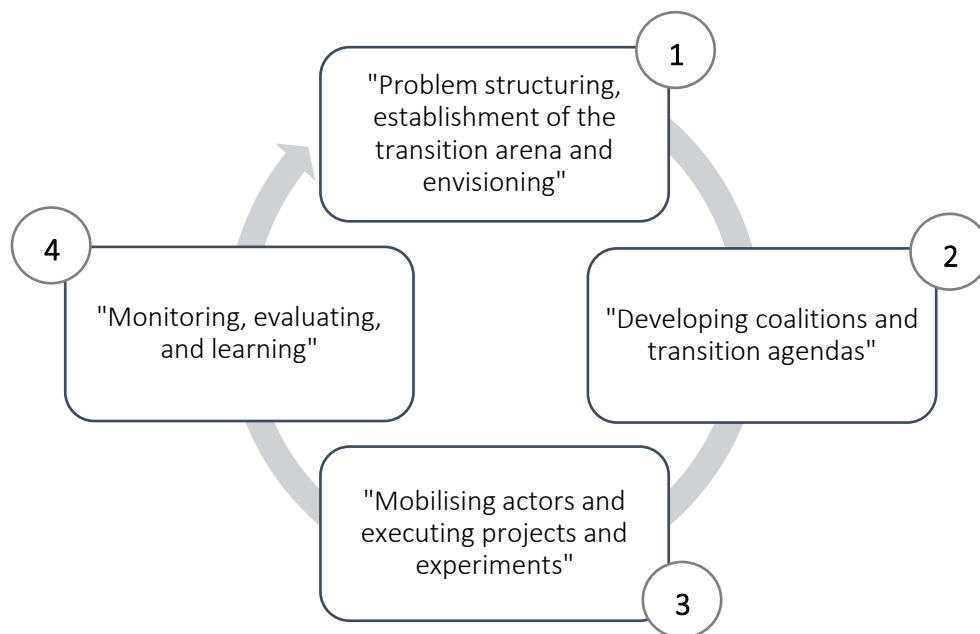 1
"Problem structuring,
establishment of the
transition arena and
envisioning"
2
"Developing coalitions and
transition agendas"
3
"Mobilising actors and
executing projects and
experiments"
4
"Monitoring, evaluating,
and learning"